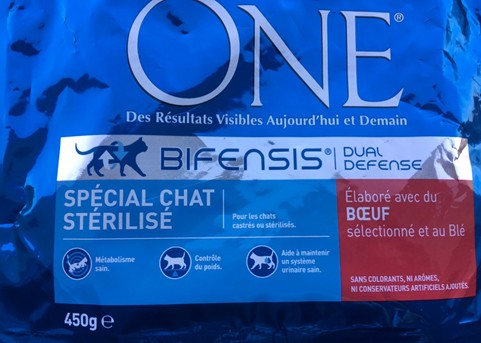 ONE®
Des Résultats Visibles Aujourd'hui et Demain
BIFENSIS® DUAL
DEFENSE
SPÉCIAL CHAT
STÉRILISÉ
Pour les chats
castrés ou stérilisés.
Métabolisme
sain.
Contrôle
du poids.
Aide à maintenir
un système
urinaire sain.
Élaboré avec du
BŒUF
sélectionné et au Blé
SANS COLORANTS, NI ARÔMES,
NI CONSERVATEURS ARTIFICIELS AJOUTÉS.
450g e